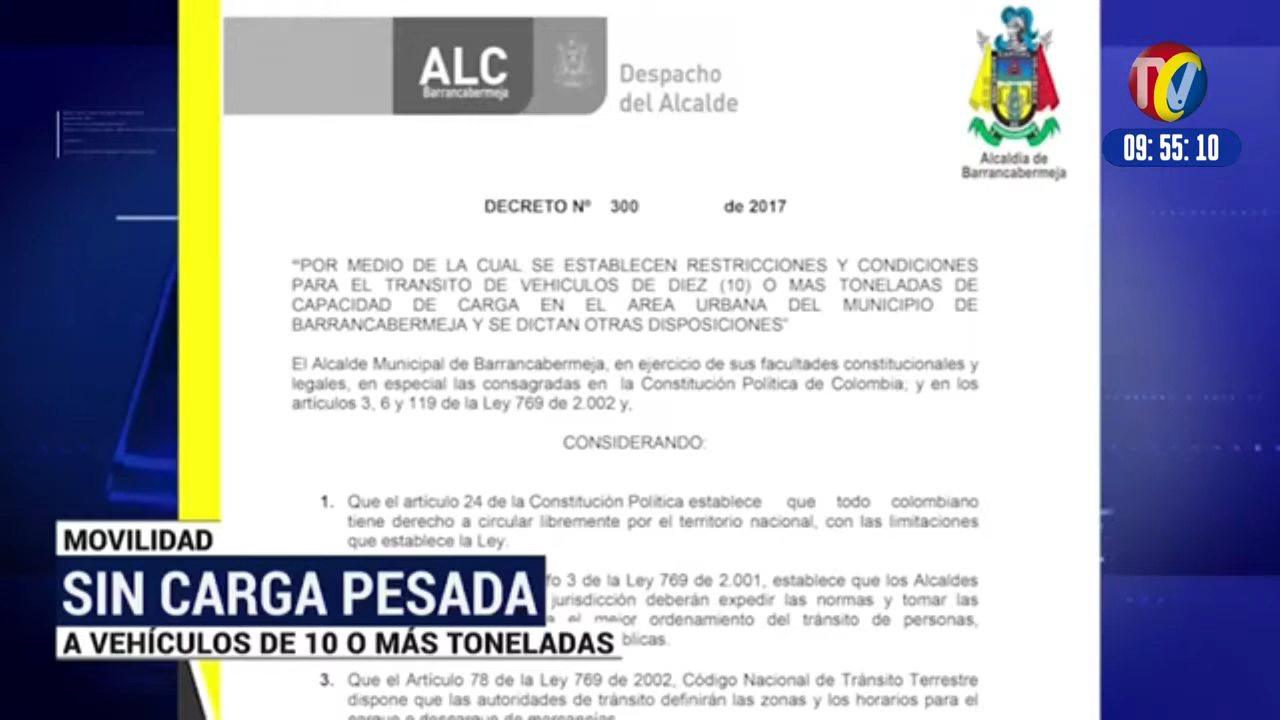 ALC
Barrancabermeja
Despacho
del Alcalde
Alcaldía de
Barrancabermeja
TVC
09: 55: 10
DECRETO Nº 300 de 2017
“POR MEDIO DE LA CUAL SE ESTABLECEN RESTRICCIONES Y CONDICIONES
PARA EL TRANSITO DE VEHICULOS DE DIEZ (10) O MAS TONELADAS DE
CAPACIDAD DE CARGA EN EL AREA URBANA DEL MUNICIPIO DE
BARRANCABERMEJA Y SE DICTAN OTRAS DISPOSICIONES”
El Alcalde Municipal de Barrancabermeja, en ejercicio de sus facultades constitucionales y
legales, en especial las consagradas en la Constitución Política de Colombia; y en los
artículos 3, 6 y 119 de la Ley 769 de 2.002 y,
CONSIDERANDO:
1. Que el artículo 24 de la Constitución Política establece que todo colombiano
tiene derecho a circular libremente por el territorio nacional, con las limitaciones
que establece la Ley.
fo 3 de la Ley 769 de 2.001, establece que los Alcaldes
jurisdicción deberán expedir las normas y tomar las
a el mejor ordenamiento del tránsito de personas,
blicas.
3. Que el Artículo 78 de la Ley 769 de 2002, Código Nacional de Tránsito Terrestre
dispone que las autoridades de tránsito definirán las zonas y los horarios para el
cargue o descargue de mercancías
MOVILIDAD
SIN CARGA PESADA
A VEHÍCULOS DE 10 O MÁS TONELADAS